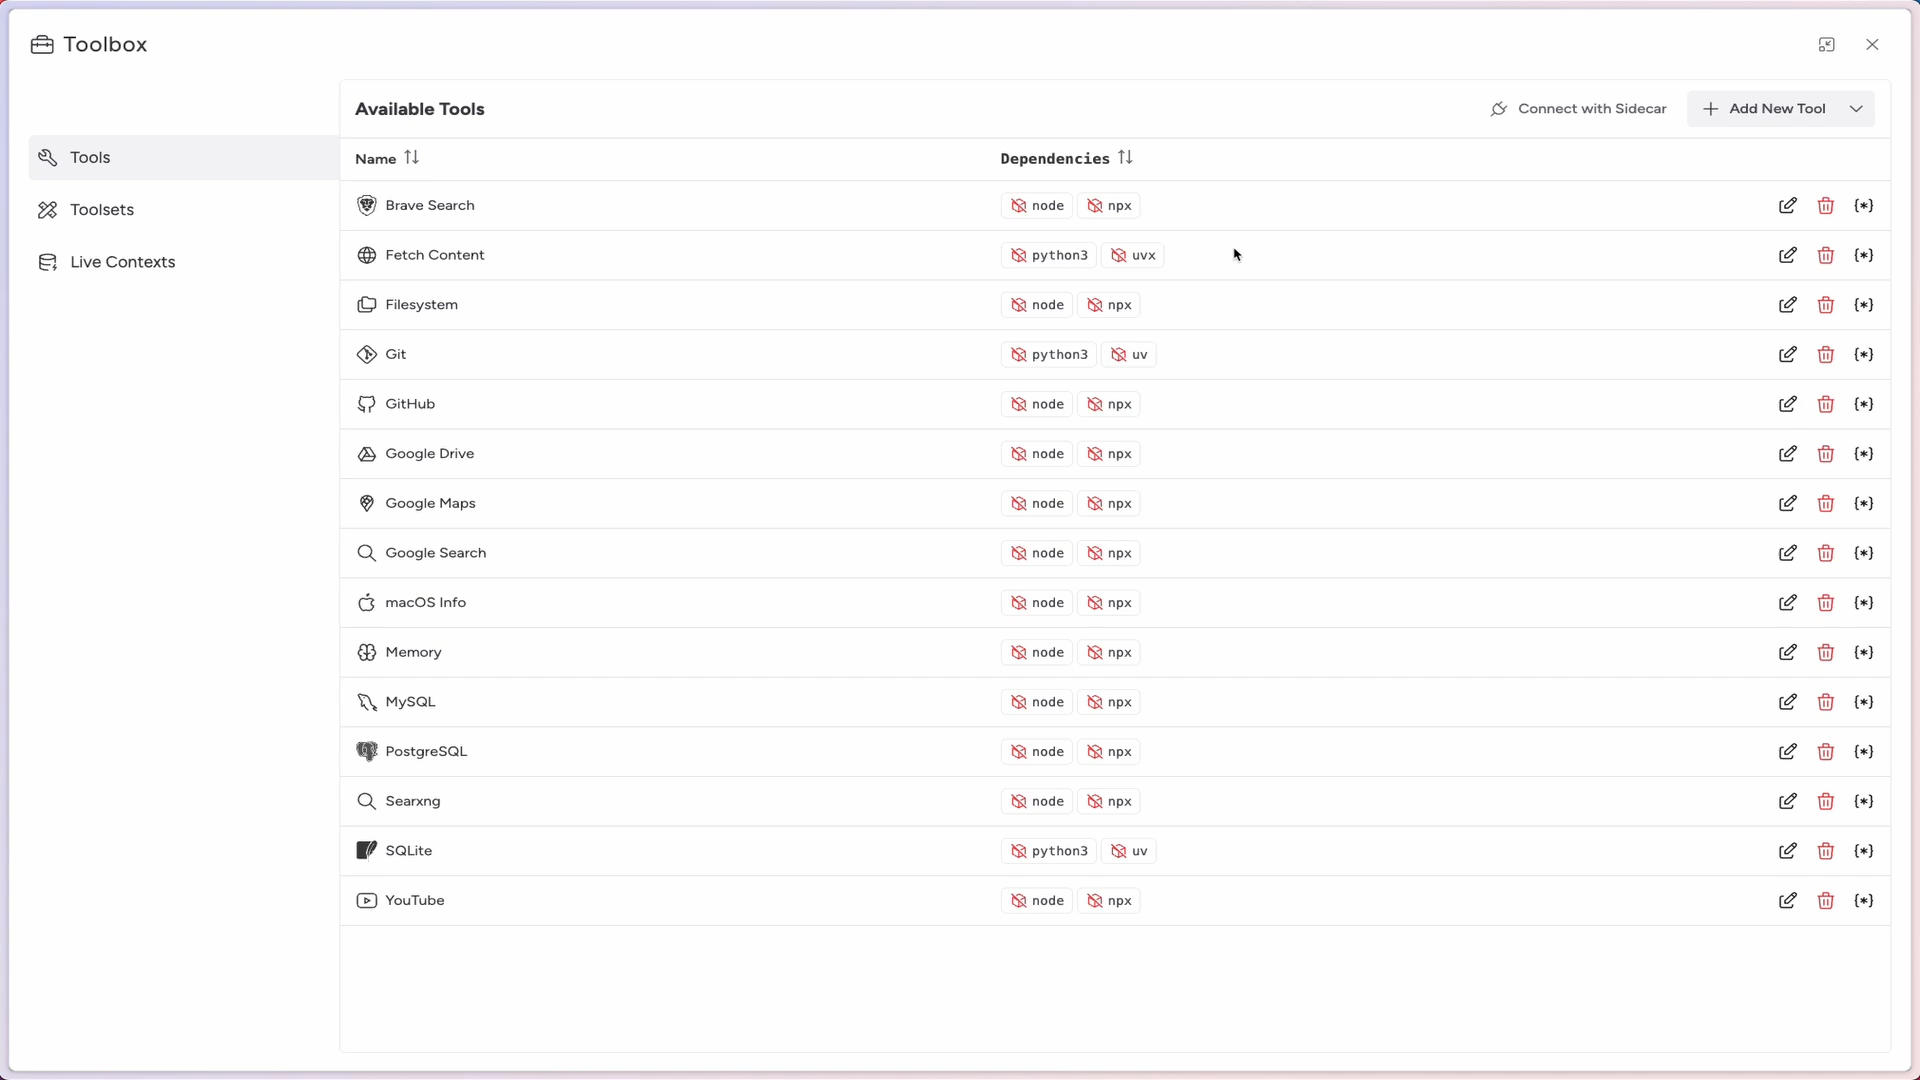 Toolbox
Tools
Toolsets
Live Contexts
Available Tools
Connect with Sidecar
Add New Tool
Name Dependencies
Brave Search node npx {*}
Fetch Content python3 uvx {*}
Filesystem node npx {*}
Git python3 uv {*}
GitHub node npx {*}
Google Drive node npx {*}
Google Maps node npx {*}
Google Search node npx {*}
macOS Info node npx {*}
Memory node npx {*}
MySQL node npx {*}
PostgreSQL node npx {*}
Searxng node npx {*}
SQLite python3 uv {*}
YouTube node npx {*}